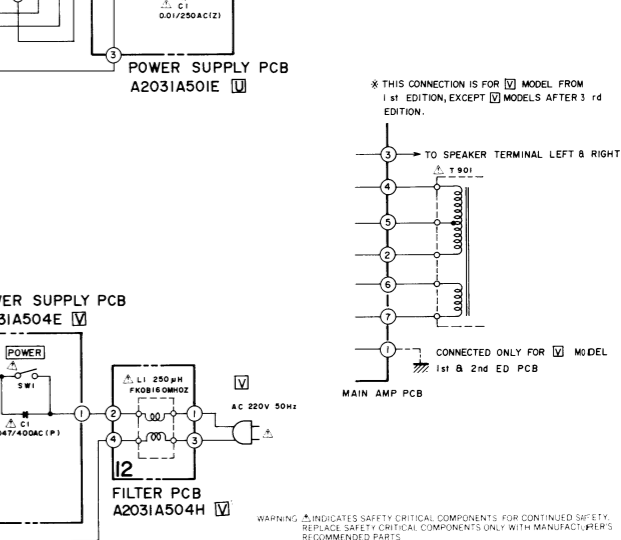 ⚠ C1
0.01/250AC(Z)
3
POWER SUPPLY PCB
A2031A501E U
※ THIS CONNECTION IS FOR V MODEL FROM
1 st EDITION, EXCEPT V MODELS AFTER 3 rd
EDITION.
3 TO SPEAKER TERMINAL LEFT & RIGHT
⚠ T901
4
5
2
6
7
1 CONNECTED ONLY FOR V MODEL
1st & 2nd ED PCB
MAIN AMP PCB
ER SUPPLY PCB
31A504E V
POWER
⚠
SW1
1
⚠ C1
047/400AC(P)
⚠ L1 250μH
FK0B160MH0Z
2 1
4 3
12
FILTER PCB
A2031A504H V
V
AC 220V 50Hz
⚠
WARNING ⚠ INDICATES SAFETY CRITICAL COMPONENTS FOR CONTINUED SAFETY.
REPLACE SAFETY CRITICAL COMPONENTS ONLY WITH MANUFACTURER'S
RECOMMENDED PARTS